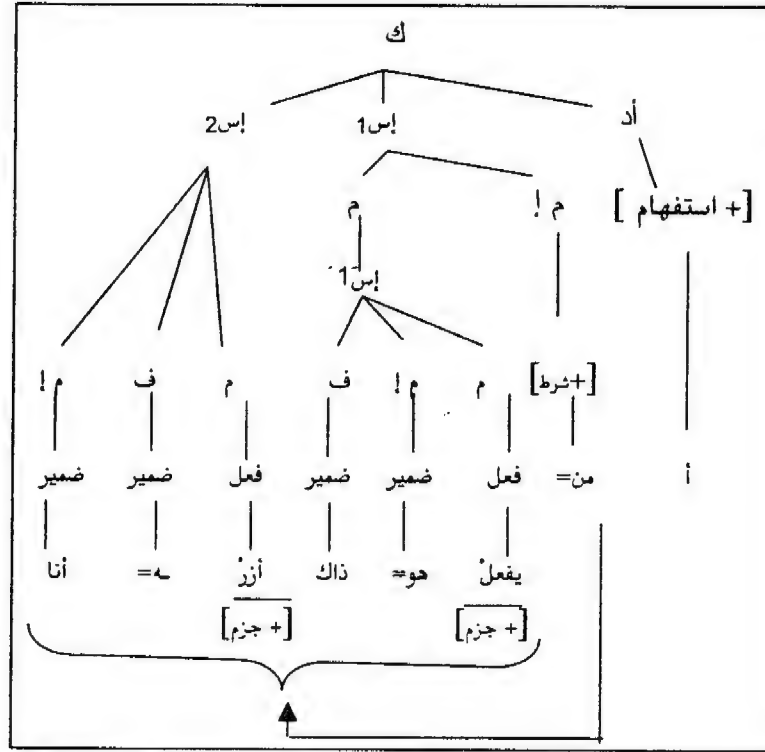 ك
أد إس1 إس2
[+ استفهام] م إ م
إس1
[+شرط] م م إ ف م ف م إ
أ من= فعل ضمير ضمير فعل ضمير ضمير
يفعلْ هو= ذاك أزرْ ـه= أنا
[+ جزم] [+ جزم]